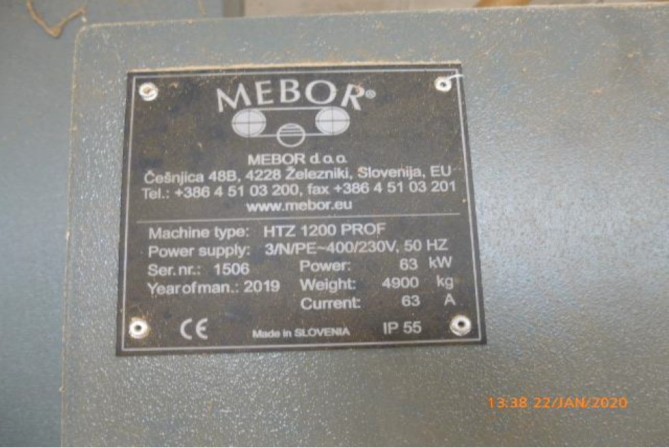 MEBOR®
MEBOR d.o.o.
Češnjica 48B, 4228 Železniki, Slovenija, EU
Tel.: +386 4 51 03 200, fax +386 4 51 03 201
www.mebor.eu
Machine type: HTZ 1200 PROF
Power supply: 3/N/PE~400/230V, 50 HZ
Ser.nr.: 1506 Power: 63 kW
Year of man.: 2019 Weight: 4900 kg
Current: 63 A
CE Made in SLOVENIA IP 55
13:38 22/JAN/2020